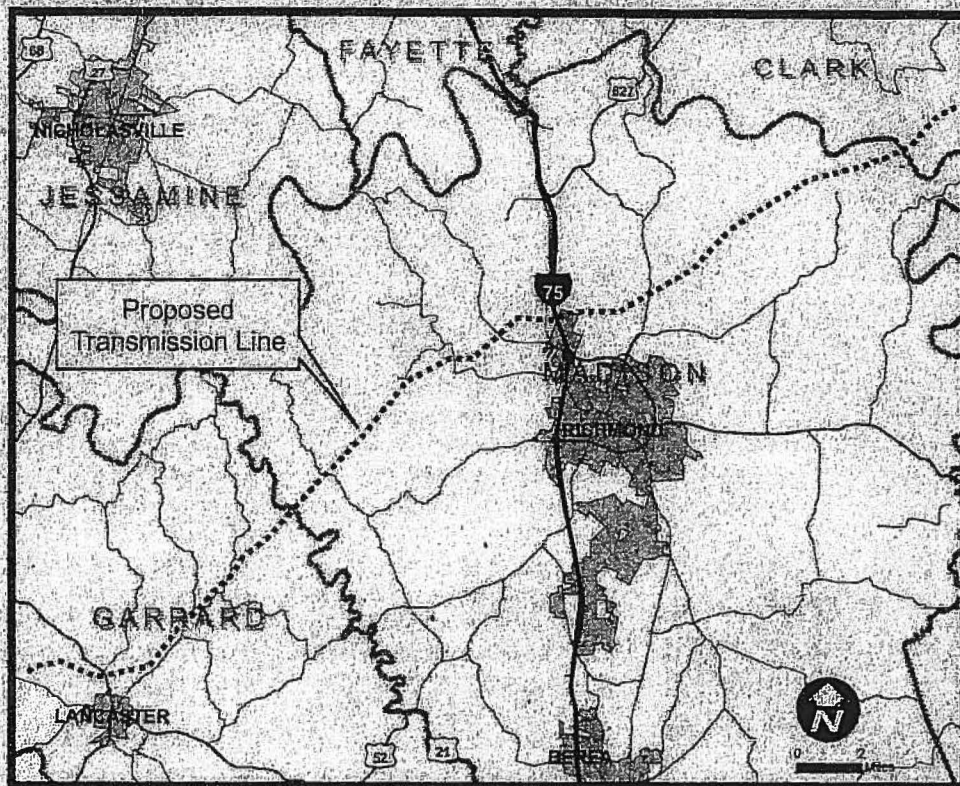 68
FAYETTE
CLARK
27
627
NICHOLASVILLE
JESSAMINE
75
Proposed
Transmission Line
MADISON
RICHMOND
GARRARD
LANCASTER
N
52
21
BEREA
0 2
Miles